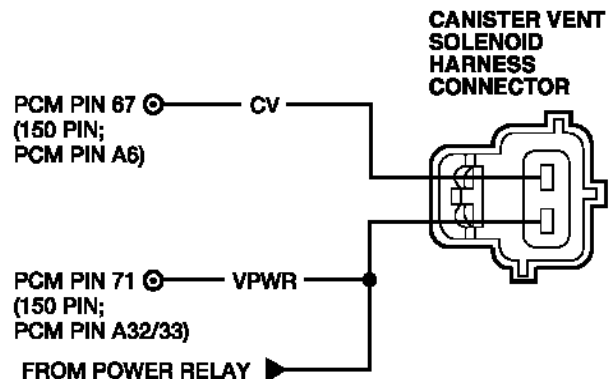 CANISTER VENT
SOLENOID
HARNESS
CONNECTOR
PCM PIN 67
CV
(150 PIN;
PCM PIN A6)
PCM PIN 71
VPWR
(150 PIN;
PCM PIN A32/33)
FROM POWER RELAY